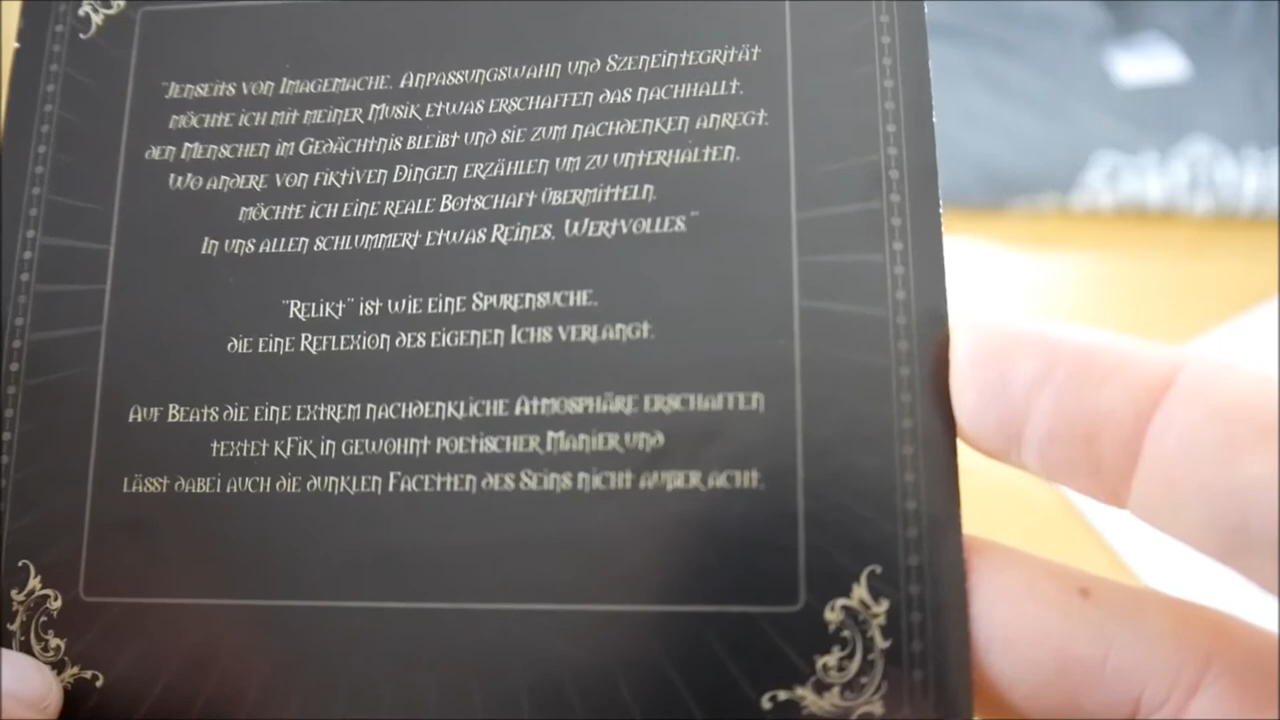 "Jenseits von Imagemache, Anpassungswahn und Szeneintegrität
möchte ich mit meiner Musik etwas erschaffen das nachhallt,
den Menschen im Gedächtnis bleibt und sie zum nachdenken anregt.
Wo andere von fiktiven Dingen erzählen um zu unterhalten,
möchte ich eine reale Botschaft übermitteln.
In uns allen schlummert etwas Reines, Wertvolles."
"Relikt" ist wie eine Spurensuche,
die eine Reflexion des eigenen Ichs verlangt.
Auf Beats die eine extrem nachdenkliche Atmosphäre erschaffen
textet kFik in gewohnt poetischer Manier und
lässt dabei auch die dunklen Facetten des Seins nicht außer acht.